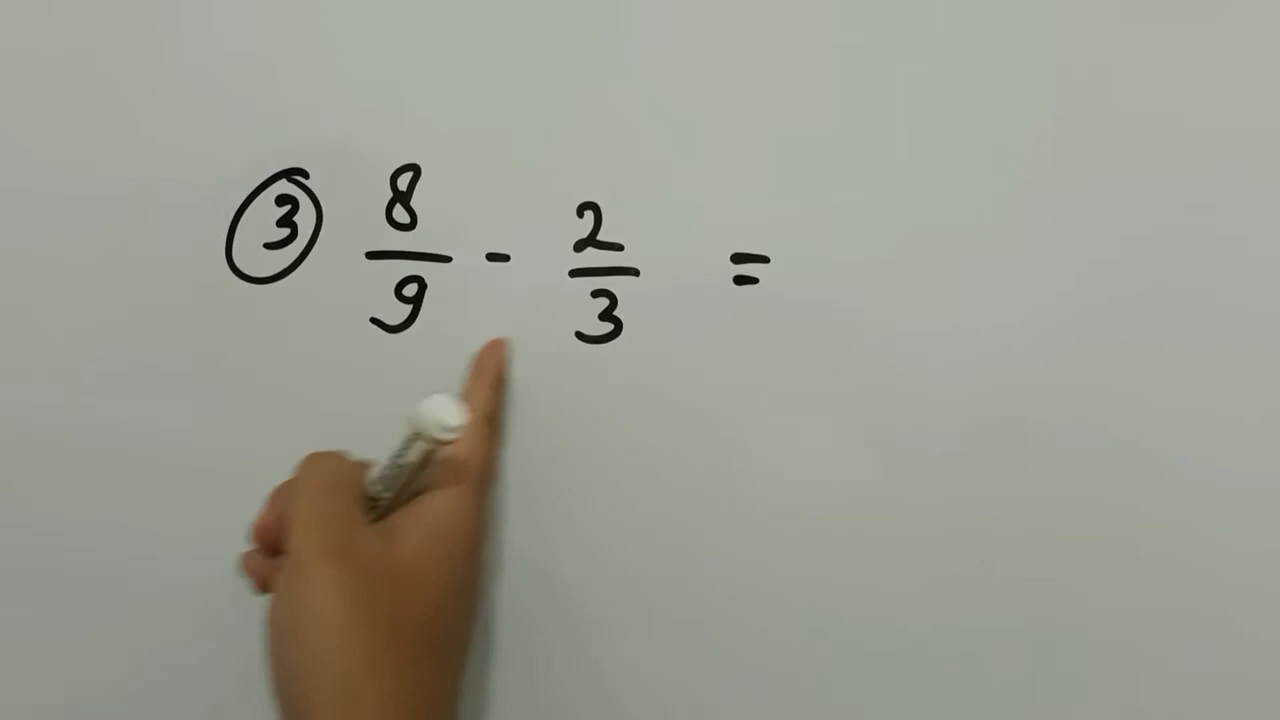 ③ 8/9 - 2/3 =